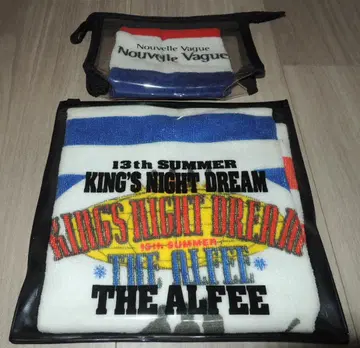 Nouvelle Vague
Nouvelle Vague
13th SUMMER
KING'S NIGHT DREAM
KING'S NIGHT DREAM
13th SUMMER
THE ALFEE
THE ALFEE